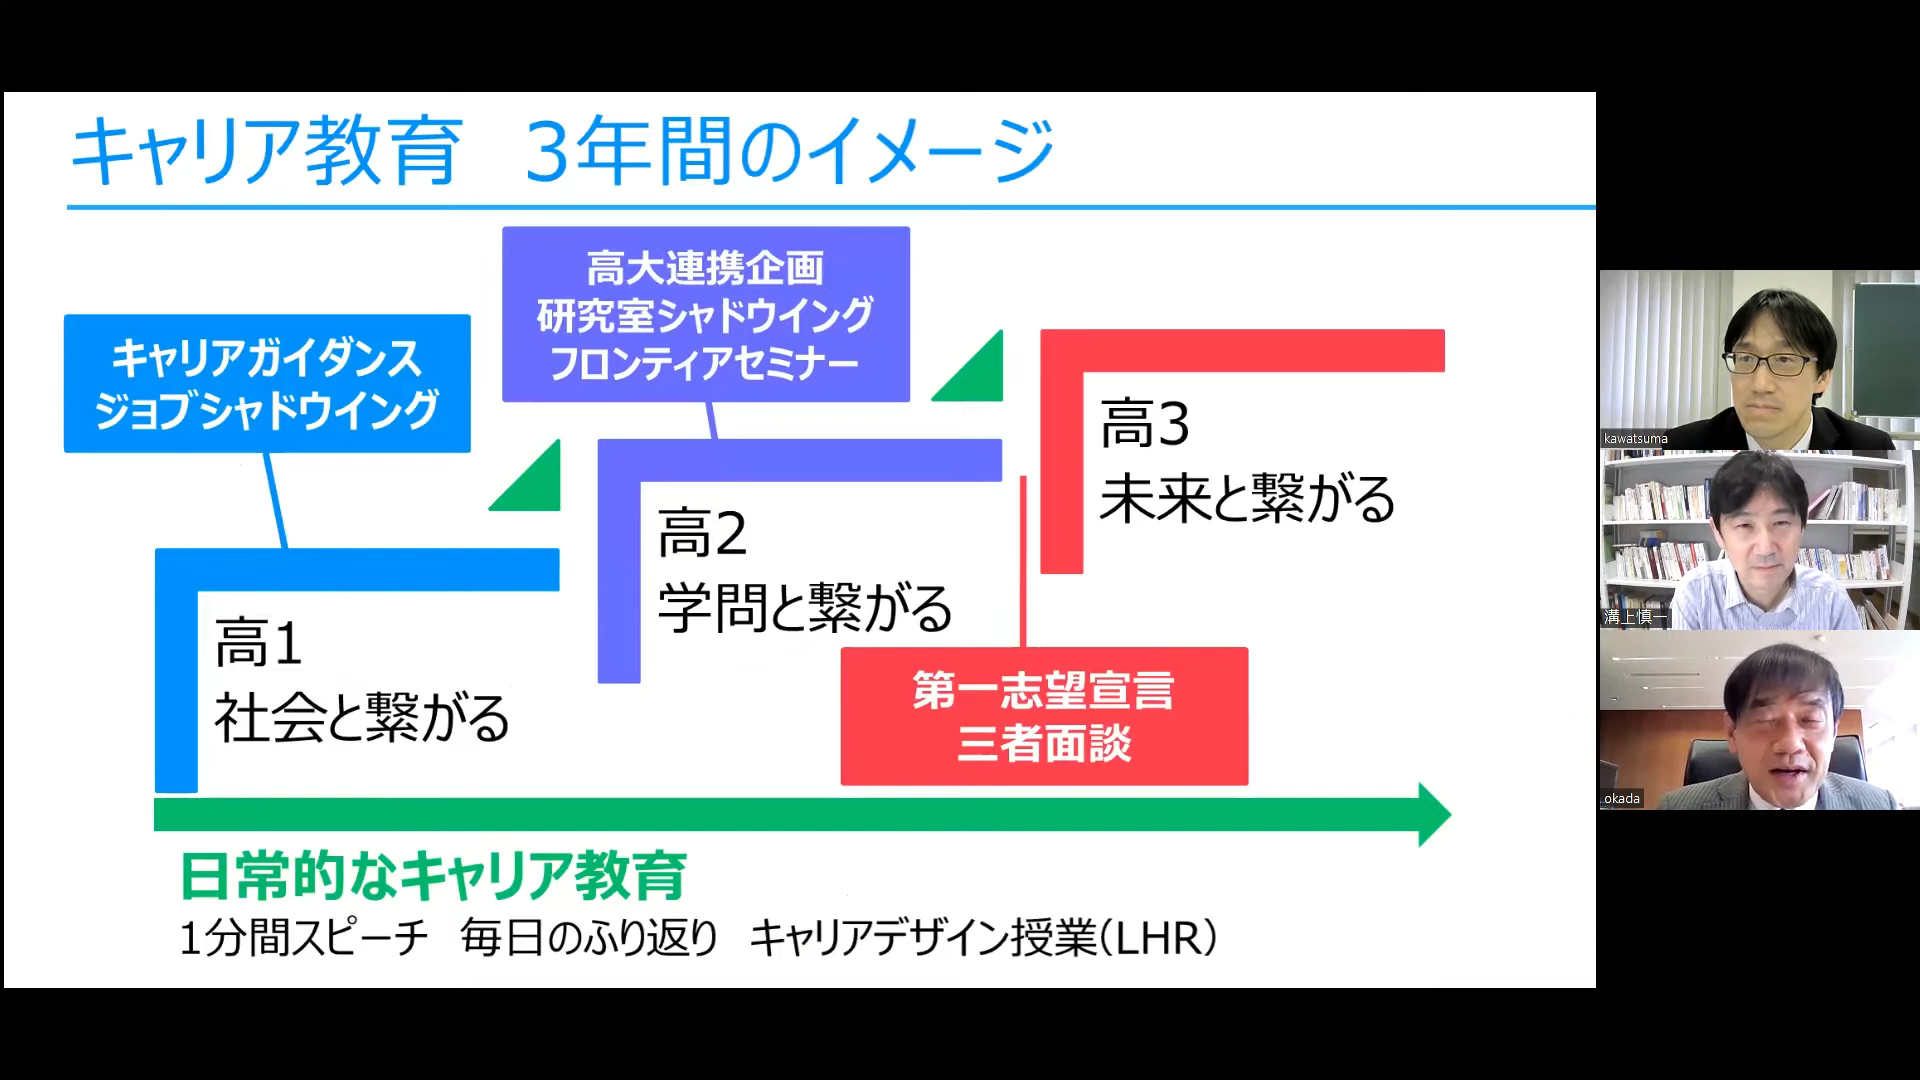 キャリア教育　3年間のイメージ
高大連携企画
研究室シャドウイング
フロンティアセミナー
キャリアガイダンス
ジョブシャドウイング
高3
未来と繋がる
高2
学問と繋がる
高1
社会と繋がる
第一志望宣言
三者面談
日常的なキャリア教育
1分間スピーチ　毎日のふり返り　キャリアデザイン授業（LHR）
kawatsuma
溝上慎一
okada